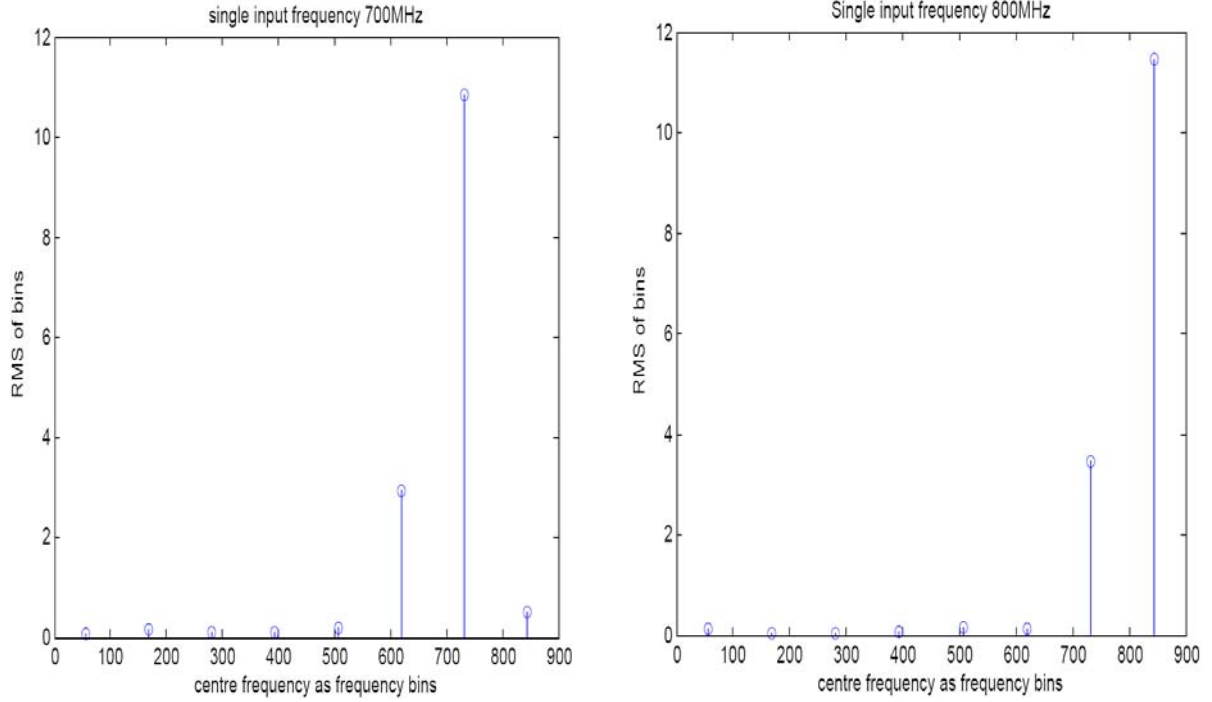 single input frequency 700MHz
12
10
8
6
4
2
0
RMS of bins
0 100 200 300 400 500 600 700 800 900
centre frequency as frequency bins
Single input frequency 800MHz
12
10
8
6
4
2
0
RMS of bins
0 100 200 300 400 500 600 700 800 900
centre frequency as frequency bins